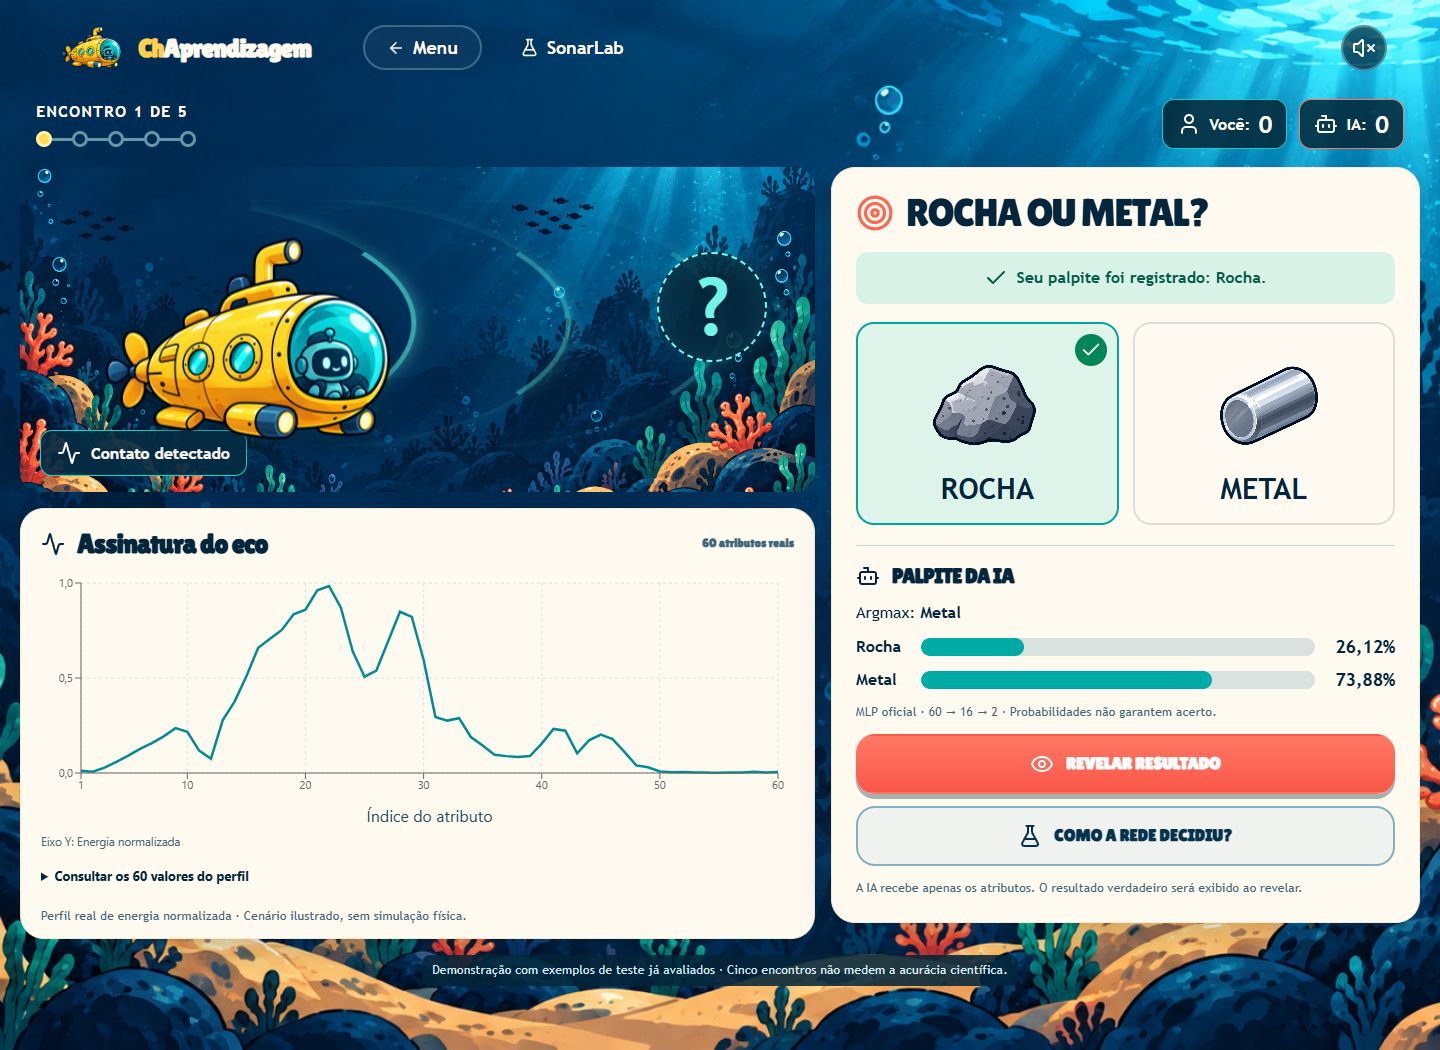 ChAprendizagem
← Menu
SonarLab
ENCONTRO 1 DE 5
Você: 0
IA: 0
?
Contato detectado
Assinatura do eco
60 atributos reais
1,0
0,5
0,0
1 10 20 30 40 50 60
Índice do atributo
Eixo Y: Energia normalizada
Consultar os 60 valores do perfil
Perfil real de energia normalizada · Cenário ilustrado, sem simulação física.
ROCHA OU METAL?
Seu palpite foi registrado: Rocha.
ROCHA
METAL
PALPITE DA IA
Argmax: Metal
Rocha 26,12%
Metal 73,88%
MLP oficial · 60 → 16 → 2 · Probabilidades não garantem acerto.
REVELAR RESULTADO
COMO A REDE DECIDIU?
A IA recebe apenas os atributos. O resultado verdadeiro será exibido ao revelar.
Demonstração com exemplos de teste já avaliados · Cinco encontros não medem a acurácia científica.